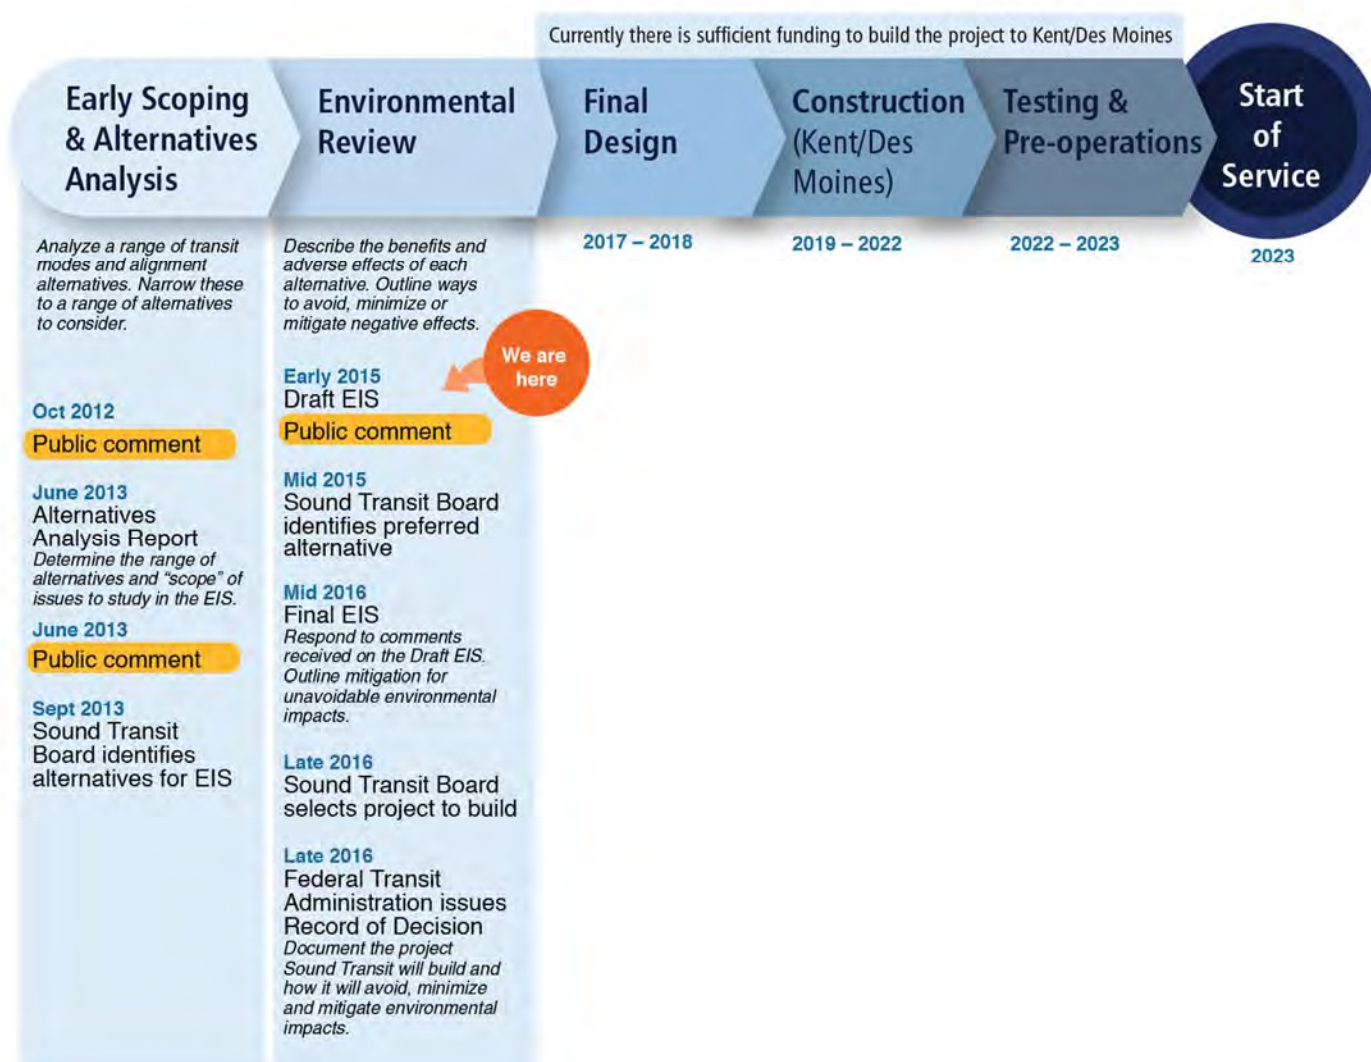 Currently there is sufficient funding to build the project to Kent/Des Moines
Early Scoping
& Alternatives
Analysis
Environmental
Review
Final
Design
Construction
(Kent/Des
Moines)
Testing &
Pre-operations
Start
of
Service
Analyze a range of transit
modes and alignment
alternatives. Narrow these
to a range of alternatives
to consider.
Oct 2012
Public comment
June 2013
Alternatives
Analysis Report
Determine the range of
alternatives and “scope” of
issues to study in the EIS.
June 2013
Public comment
Sept 2013
Sound Transit
Board identifies
alternatives for EIS
Describe the benefits and
adverse effects of each
alternative. Outline ways
to avoid, minimize or
mitigate negative effects.
We are
here
Early 2015
Draft EIS
Public comment
Mid 2015
Sound Transit Board
identifies preferred
alternative
Mid 2016
Final EIS
Respond to comments
received on the Draft EIS.
Outline mitigation for
unavoidable environmental
impacts.
Late 2016
Sound Transit Board
selects project to build
Late 2016
Federal Transit
Administration issues
Record of Decision
Document the project
Sound Transit will build and
how it will avoid, minimize
and mitigate environmental
impacts.
2017 – 2018
2019 – 2022
2022 – 2023
2023